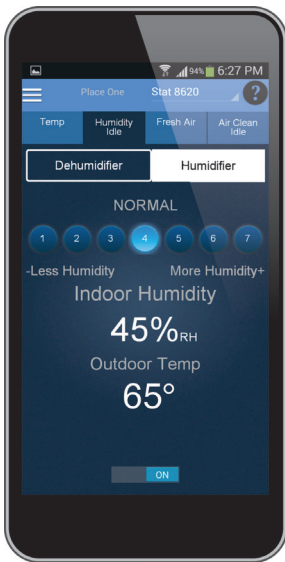 94% 6:27 PM
Place One Stat 8620 ?
Temp Humidity Idle Fresh Air Air Clean Idle
Dehumidifier Humidifier
NORMAL
1 2 3 4 5 6 7
-Less Humidity More Humidity+
Indoor Humidity
45%RH
Outdoor Temp
65°
ON